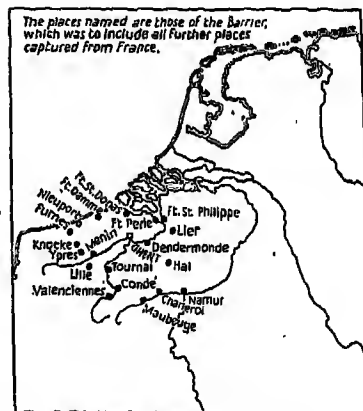 The places named are those of the Barrier,
which was to include all further places
captured from France.
Ft. St. Donas
Ft. Damme
Nieuport
Furnes
Ft. Perle
Ft. St. Philippe
Lier
Knocke
Ypres
Menin
GHENT
Dendermonde
Lille
Tournai
Hal
Valenciennes
Condé
Charleroi
Namur
Maubeuge